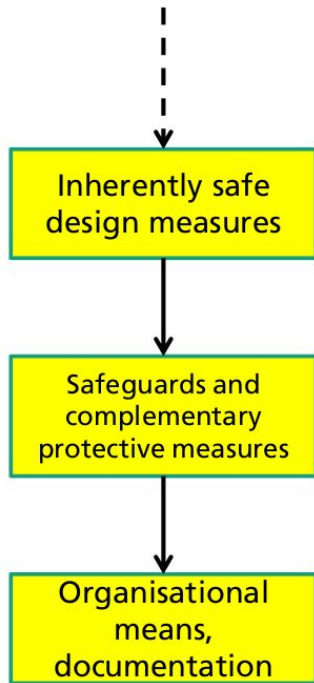 Inherently safe
design measures
Safeguards and
complementary
protective measures
Organisational
means,
documentation